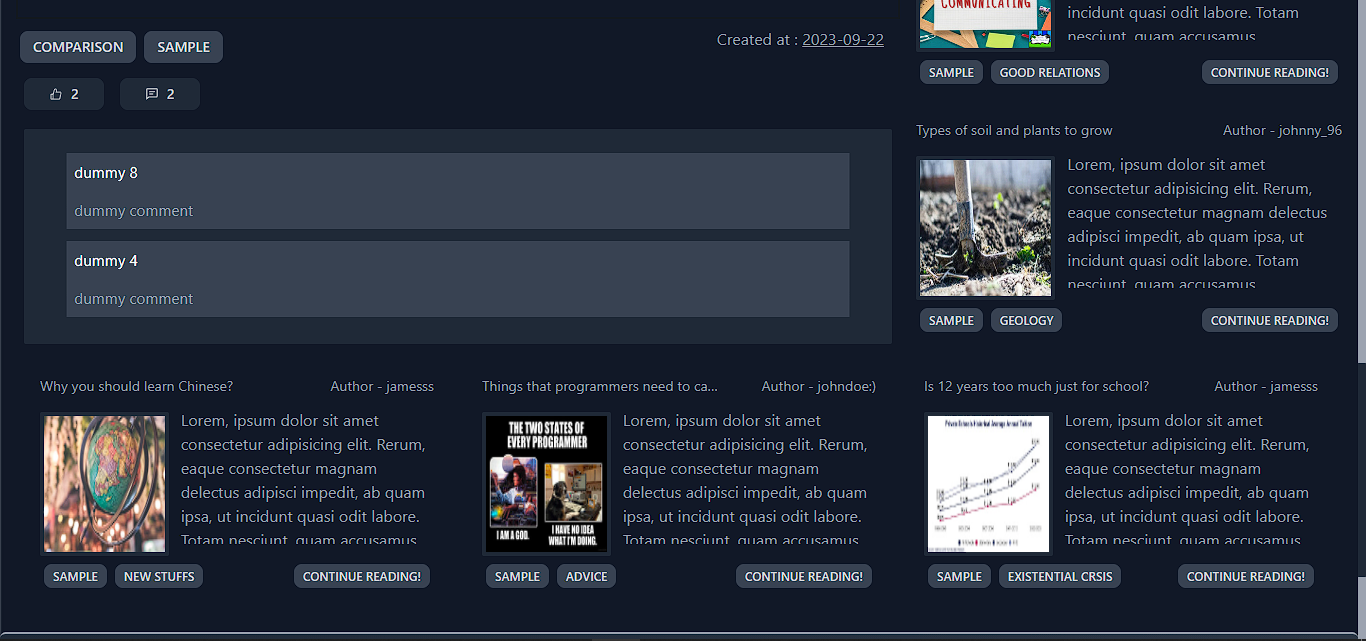 COMMUNICATING
incidunt quasi odit labore. Totam
nesciunt, quam accusamus
SAMPLE
GOOD RELATIONS
CONTINUE READING!
COMPARISON
SAMPLE
Created at : 2023-09-22
2
2
dummy 8
dummy comment
dummy 4
dummy comment
Types of soil and plants to grow
Author - johnny_96
Lorem, ipsum dolor sit amet
consectetur adipisicing elit. Rerum,
eaque consectetur magnam delectus
adipisci impedit, ab quam ipsa, ut
incidunt quasi odit labore. Totam
nesciunt, quam accusamus
SAMPLE
GEOLOGY
CONTINUE READING!
Why you should learn Chinese?
Author - jamesss
Lorem, ipsum dolor sit amet
consectetur adipisicing elit. Rerum,
eaque consectetur magnam
delectus adipisci impedit, ab quam
ipsa, ut incidunt quasi odit labore.
Totam nesciunt, quam accusamus
SAMPLE
NEW STUFFS
CONTINUE READING!
Things that programmers need to ca...
Author - johndoe:)
THE TWO STATES OF
EVERY PROGRAMMER
I AM A GOD.
I HAVE NO IDEA
WHAT I'M DOING.
Lorem, ipsum dolor sit amet
consectetur adipisicing elit. Rerum,
eaque consectetur magnam
delectus adipisci impedit, ab quam
ipsa, ut incidunt quasi odit labore.
Totam nesciunt, quam accusamus
SAMPLE
ADVICE
CONTINUE READING!
Is 12 years too much just for school?
Author - jamesss
Private Schools Historical Average Annual Tuition
Lorem, ipsum dolor sit amet
consectetur adipisicing elit. Rerum,
eaque consectetur magnam
delectus adipisci impedit, ab quam
ipsa, ut incidunt quasi odit labore.
Totam nesciunt, quam accusamus
SAMPLE
EXISTENTIAL CRSIS
CONTINUE READING!